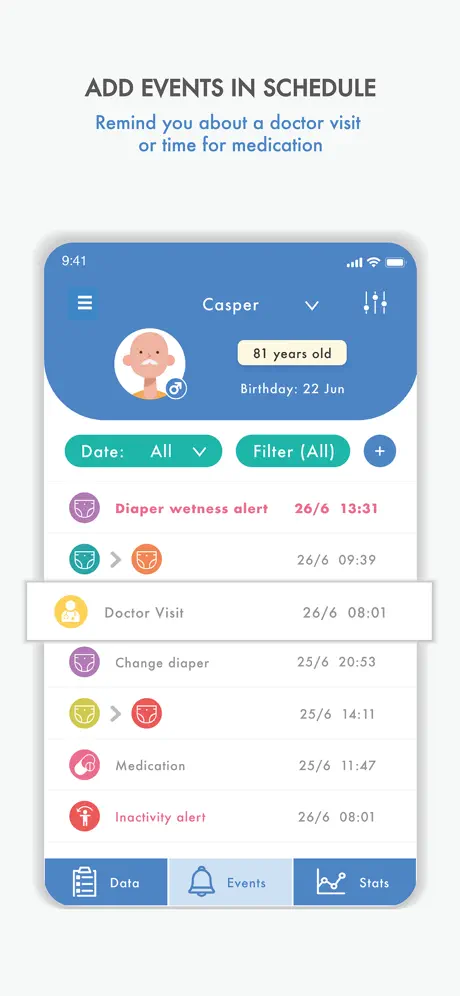 ADD EVENTS IN SCHEDULE
Remind you about a doctor visit
or time for medication
9:41
Casper
81 years old
Birthday: 22 Jun
Date: All
Filter (All)
+
Diaper wetness alert 26/6 13:31
26/6 09:39
Doctor Visit 26/6 08:01
Change diaper 25/6 20:53
25/6 14:11
Medication 25/6 11:47
Inactivity alert 26/6 08:01
Data
Events
Stats